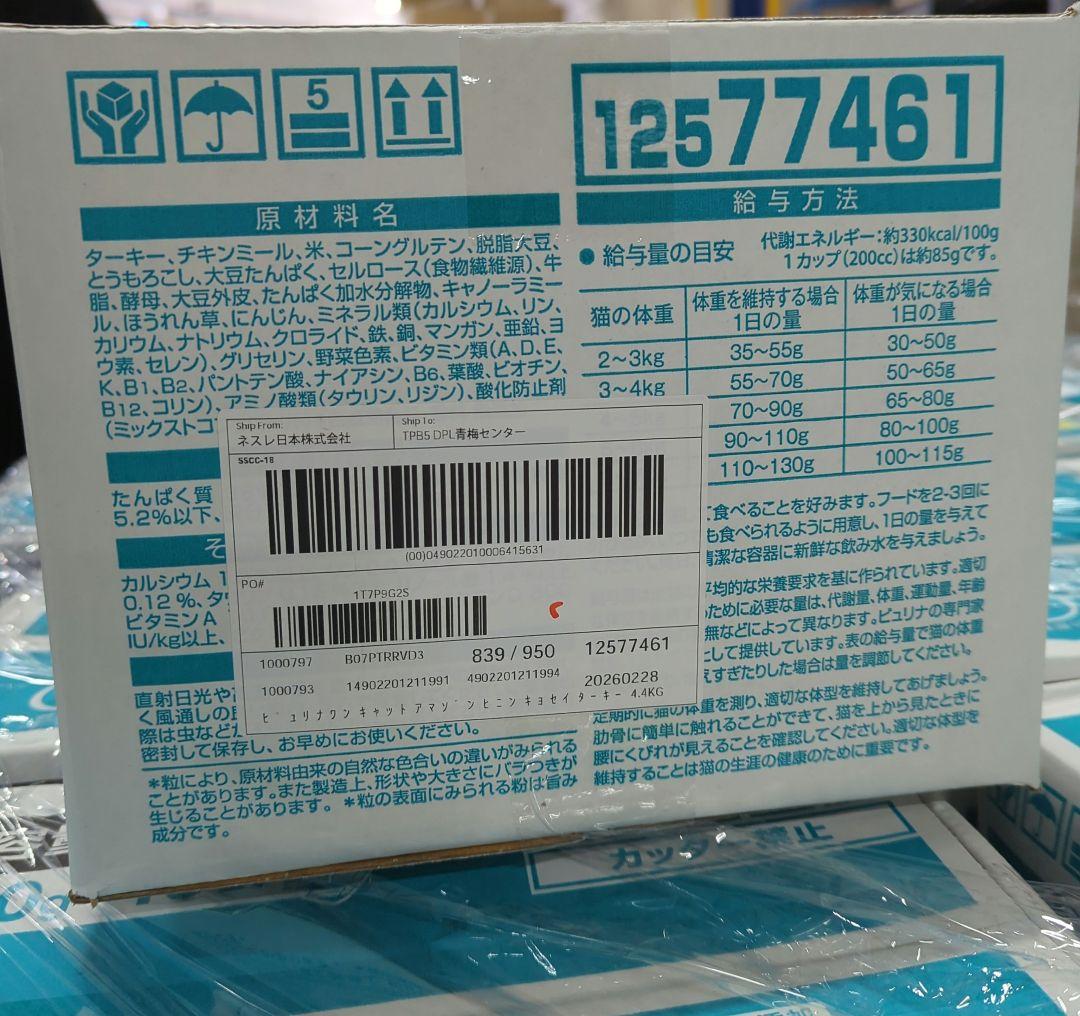 5
12577461
原材料名
ターキー、チキンミール、米、コーングルテン、脱脂大豆、
とうもろこし、大豆たんぱく、セルロース(食物繊維源)、牛
脂、酵母、大豆外皮、たんぱく加水分解物、キャノーラミー
ル、ほうれん草、にんじん、ミネラル類(カルシウム、リン、
カリウム、ナトリウム、クロライド、鉄、銅、マンガン、亜鉛、ヨ
ウ素、セレン)、グリセリン、野菜色素、ビタミン類(A、D、E、
K、B1、B2、パントテン酸、ナイアシン、B6、葉酸、ビオチン、
B12、コリン)、アミノ酸類(タウリン、リジン)、酸化防止剤
(ミックストコ
たんぱく質
5.2%以下、
そ
カルシウム 1
0.12%、タ
ビタミンA
IU/kg以上、
直射日光や
く風通しの
際は虫など
密封して保存し、お早めにお使いください。
*粒により、原材料由来の自然な色合いの違いがみられる
ことがあります。また製造上、形状や大きさにバラつきが
生じることがあります。 *粒の表面にみられる粉は旨み
成分です。
給与方法
● 給与量の目安
代謝エネルギー:約330kcal/100g
1カップ(200cc)は約85gです。
猫の体重 体重を維持する場合 1日の量 体重が気になる場合 1日の量
2~3kg 35~55g 30~50g
3~4kg 55~70g 50~65g
70~90g 65~80g
90~110g 80~100g
110~130g 100~115g
て食べることを好みます。フードを2-3回に
も食べられるように用意し、1日の量を与えて
清潔な容器に新鮮な飲み水を与えましょう。
平均的な栄養要求を基に作られています。適切
ために必要な量は、代謝量、体重、運動量、年齢
無などによって異なります。ピュリナの専門家
として提供しています。表の給与量で猫の体重
えすぎたりした場合は量を調節してください。
定期的に猫の体重を測り、適切な体型を維持してあげましょう。
肋骨に簡単に触れることができて、猫を上から見たときに
腰にくびれが見えることを確認してください。適切な体型を
維持することは猫の生涯の健康のために重要です。
Ship From:
ネスレ日本株式会社
Ship To:
TPB5 DPL青梅センター
SSCC-18
(00)049022010006415631
PO#
1T7P9G2S
1000797 B07PTRRVD3 839 / 950 12577461
1000793 14902201211991 4902201211994 20260228
ピュリナワン キャットアマゾンヒニンキョセイターキー 4.4KG
カッター禁止